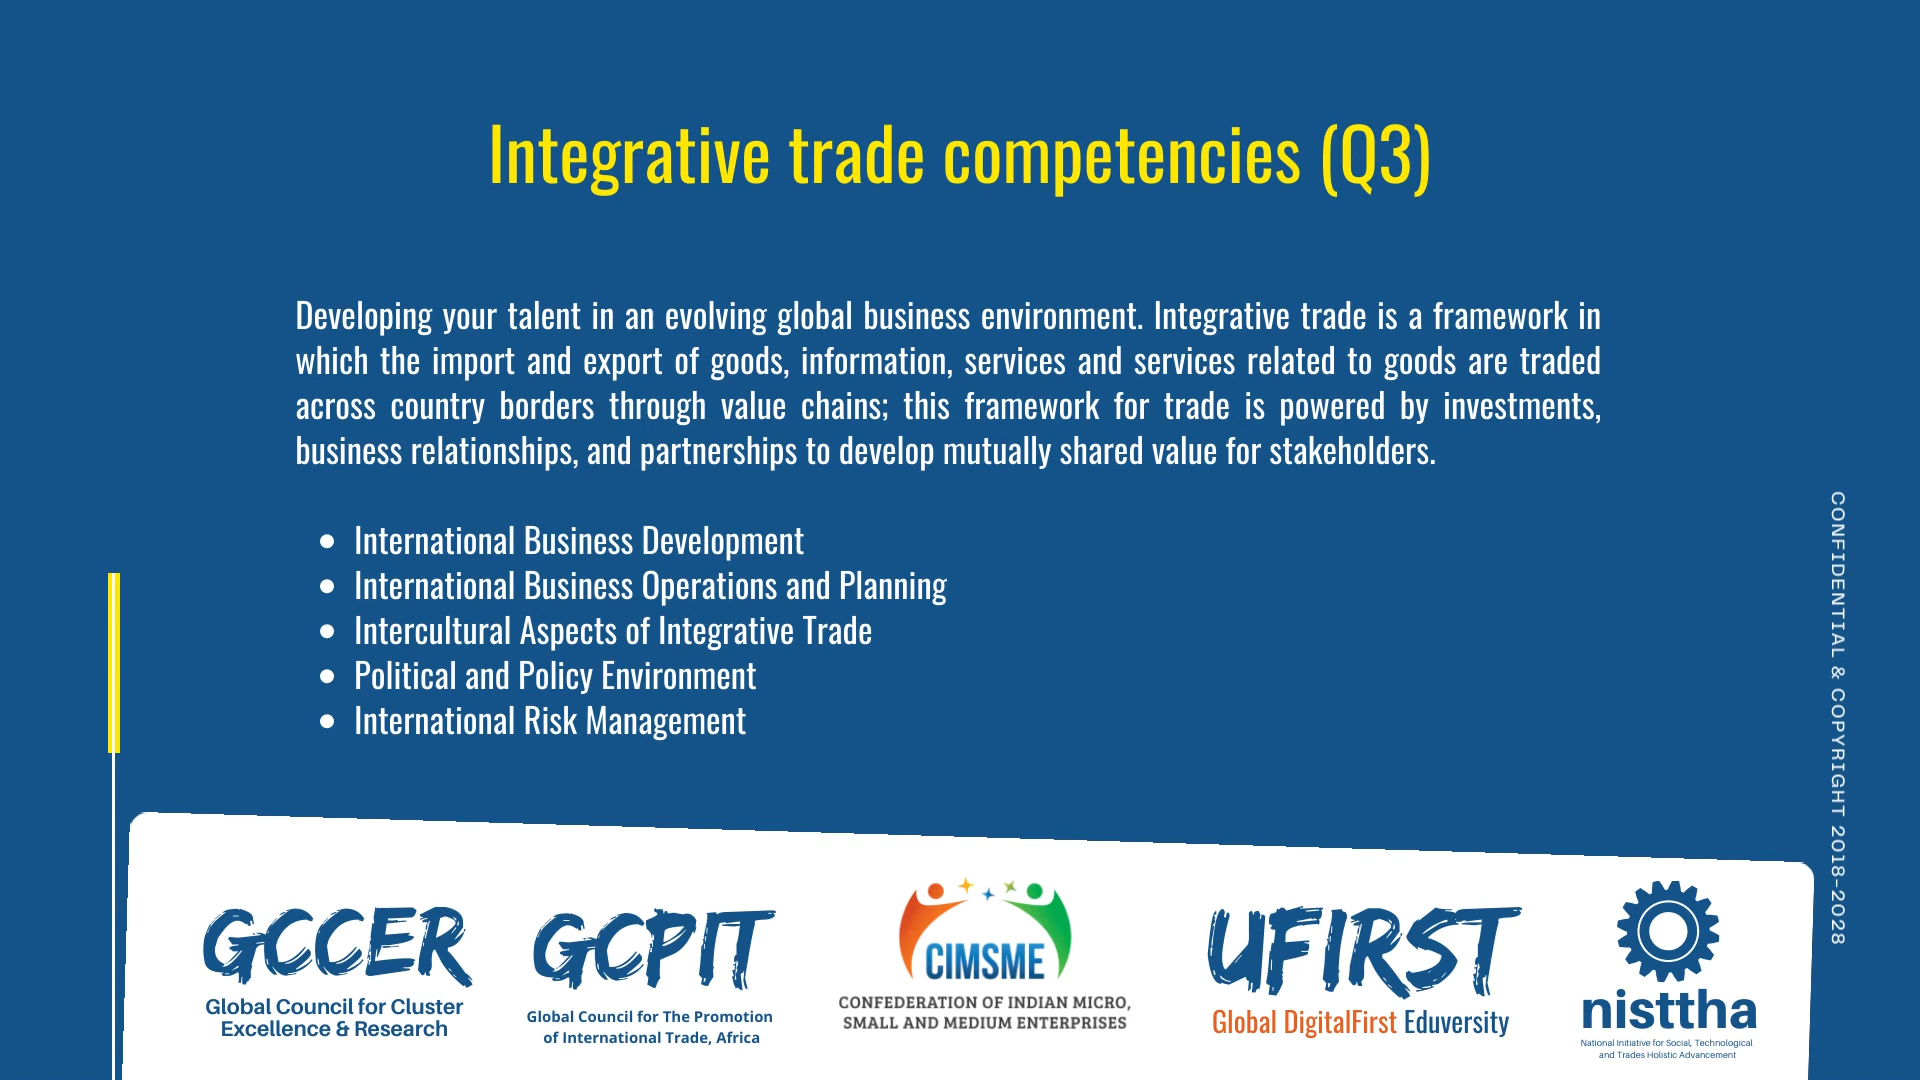 Integrative trade competencies (Q3)
Developing your talent in an evolving global business environment. Integrative trade is a framework in
which the import and export of goods, information, services and services related to goods are traded
across country borders through value chains; this framework for trade is powered by investments,
business relationships, and partnerships to develop mutually shared value for stakeholders.
• International Business Development
• International Business Operations and Planning
• Intercultural Aspects of Integrative Trade
• Political and Policy Environment
• International Risk Management
CONFIDENTIAL & COPYRIGHT 2018-2028
GCCER
Global Council for Cluster
Excellence & Research
GCPIT
Global Council for The Promotion
of International Trade, Africa
CIMSME
CONFEDERATION OF INDIAN MICRO,
SMALL AND MEDIUM ENTERPRISES
UFIRST
Global DigitalFirst Eduversity
nisttha
National Initiative for Social, Technological
and Trades Holistic Advancement